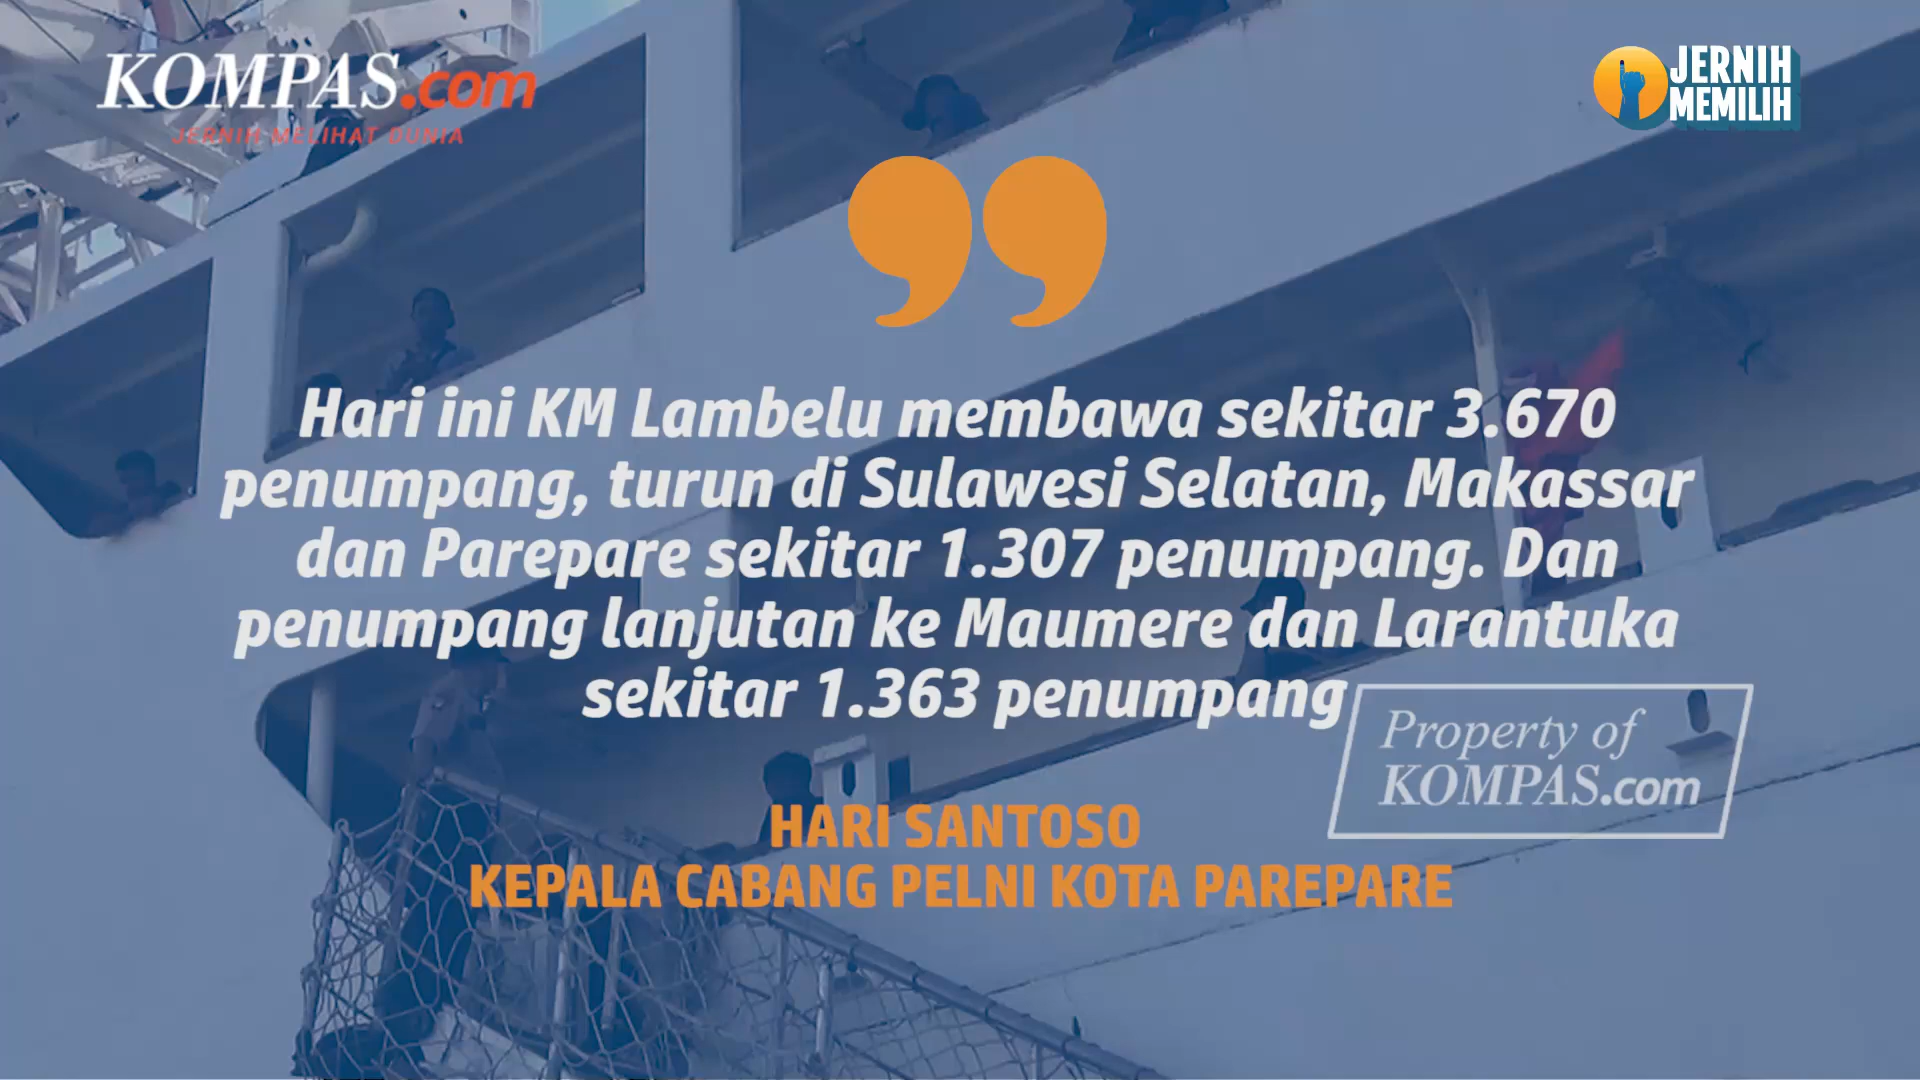 KOMPAS.com
JERNIH MELIHAT DUNIA
JERNIH
MEMILIH
Hari ini KM Lambelu membawa sekitar 3.670
penumpang, turun di Sulawesi Selatan, Makassar
dan Parepare sekitar 1.307 penumpang. Dan
penumpang lanjutan ke Maumere dan Larantuka
sekitar 1.363 penumpang
Property of
KOMPAS.com
HARI SANTOSO
KEPALA CABANG PELNI KOTA PAREPARE